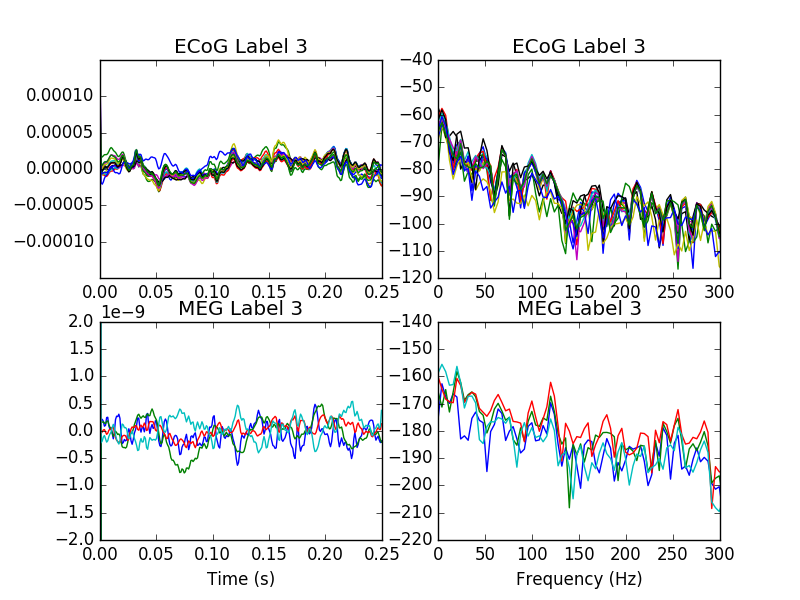 ECoG Label 3
0.00010
0.00005
0.00000
−0.00005
−0.00010
0.00 0.05 0.10 0.15 0.20 0.25
ECoG Label 3
−40
−50
−60
−70
−80
−90
−100
−110
−120
0 50 100 150 200 250 300
MEG Label 3
1e−9
2.0
1.5
1.0
0.5
0.0
−0.5
−1.0
−1.5
−2.0
0.00 0.05 0.10 0.15 0.20 0.25
Time (s)
MEG Label 3
−140
−150
−160
−170
−180
−190
−200
−210
−220
0 50 100 150 200 250 300
Frequency (Hz)